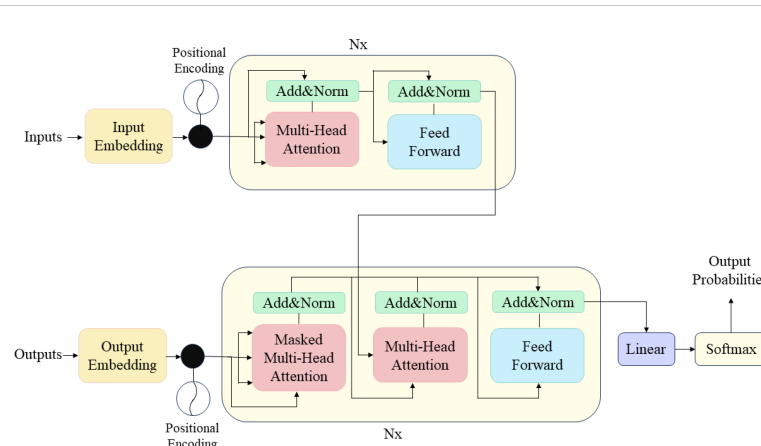 Nx
Positional
Encoding
Add&Norm
Add&Norm
Inputs
Input
Embedding
Multi-Head
Attention
Feed
Forward
Output
Probabilitie
Add&Norm
Add&Norm
Add&Norm
Outputs
Output
Embedding
Masked
Multi-Head
Attention
Multi-Head
Attention
Feed
Forward
Linear
Softmax
Positional
Encoding
Nx